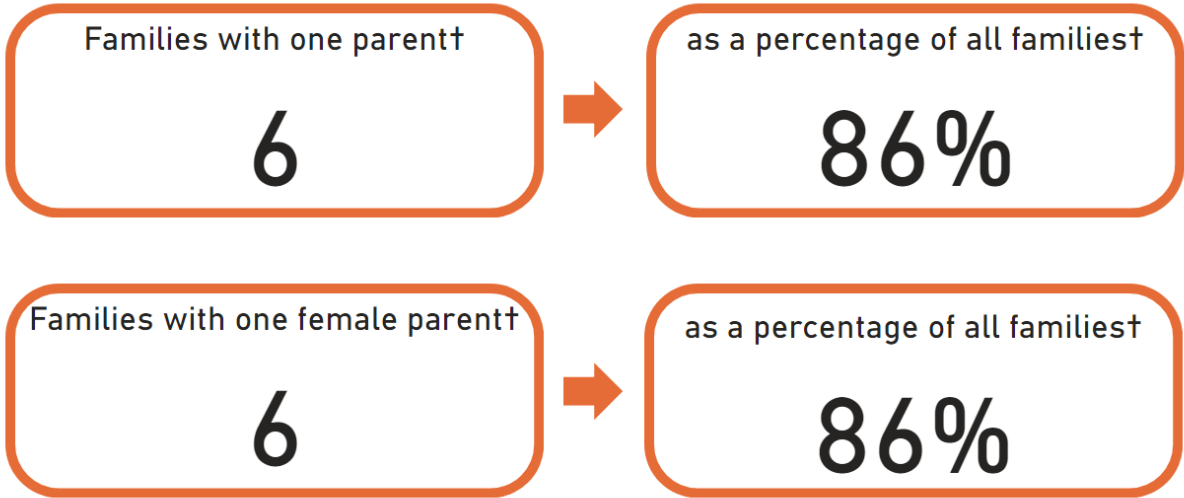 Families with one parent†
as a percentage of all families†
6
86%
Families with one female parent†
as a percentage of all families†
6
86%